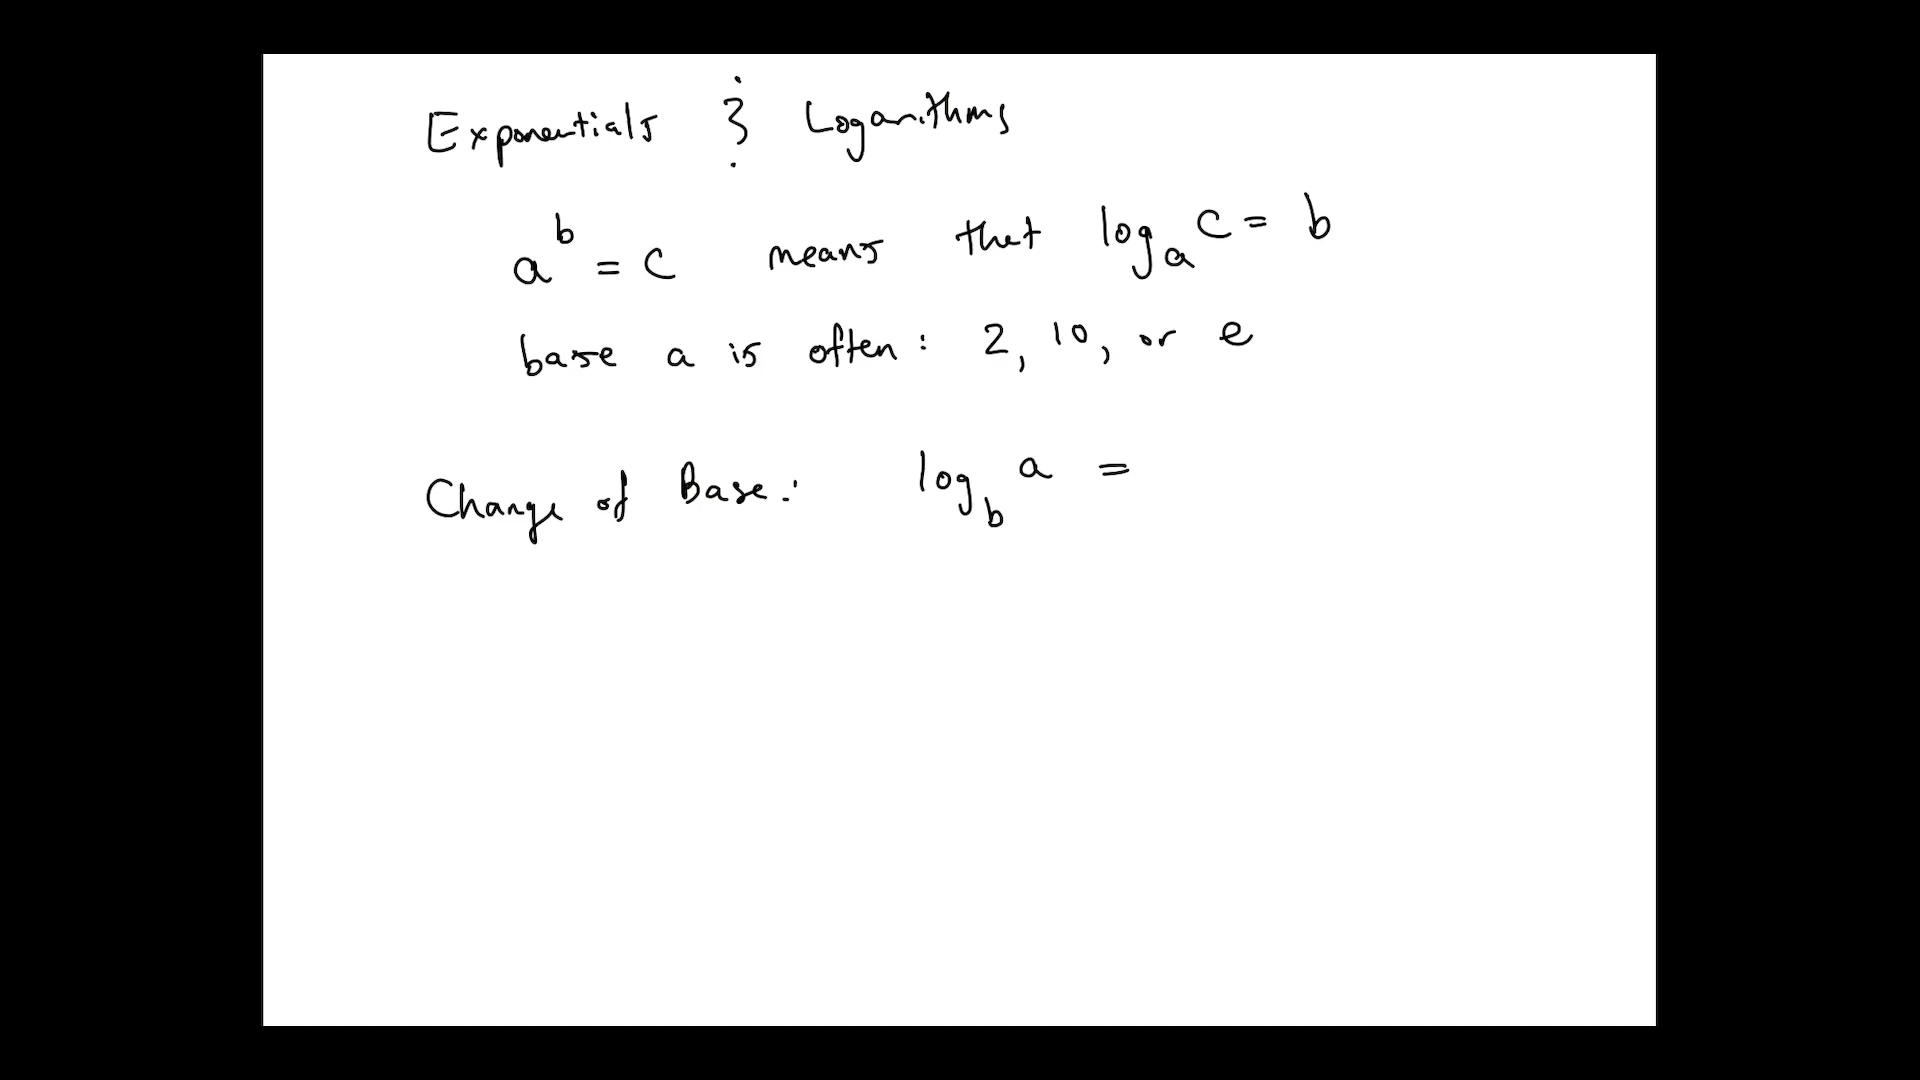 Exponentials & Logarithms
a^b = c means that log_a c = b
base a is often: 2, 10, or e
Change of Base: log_b a =